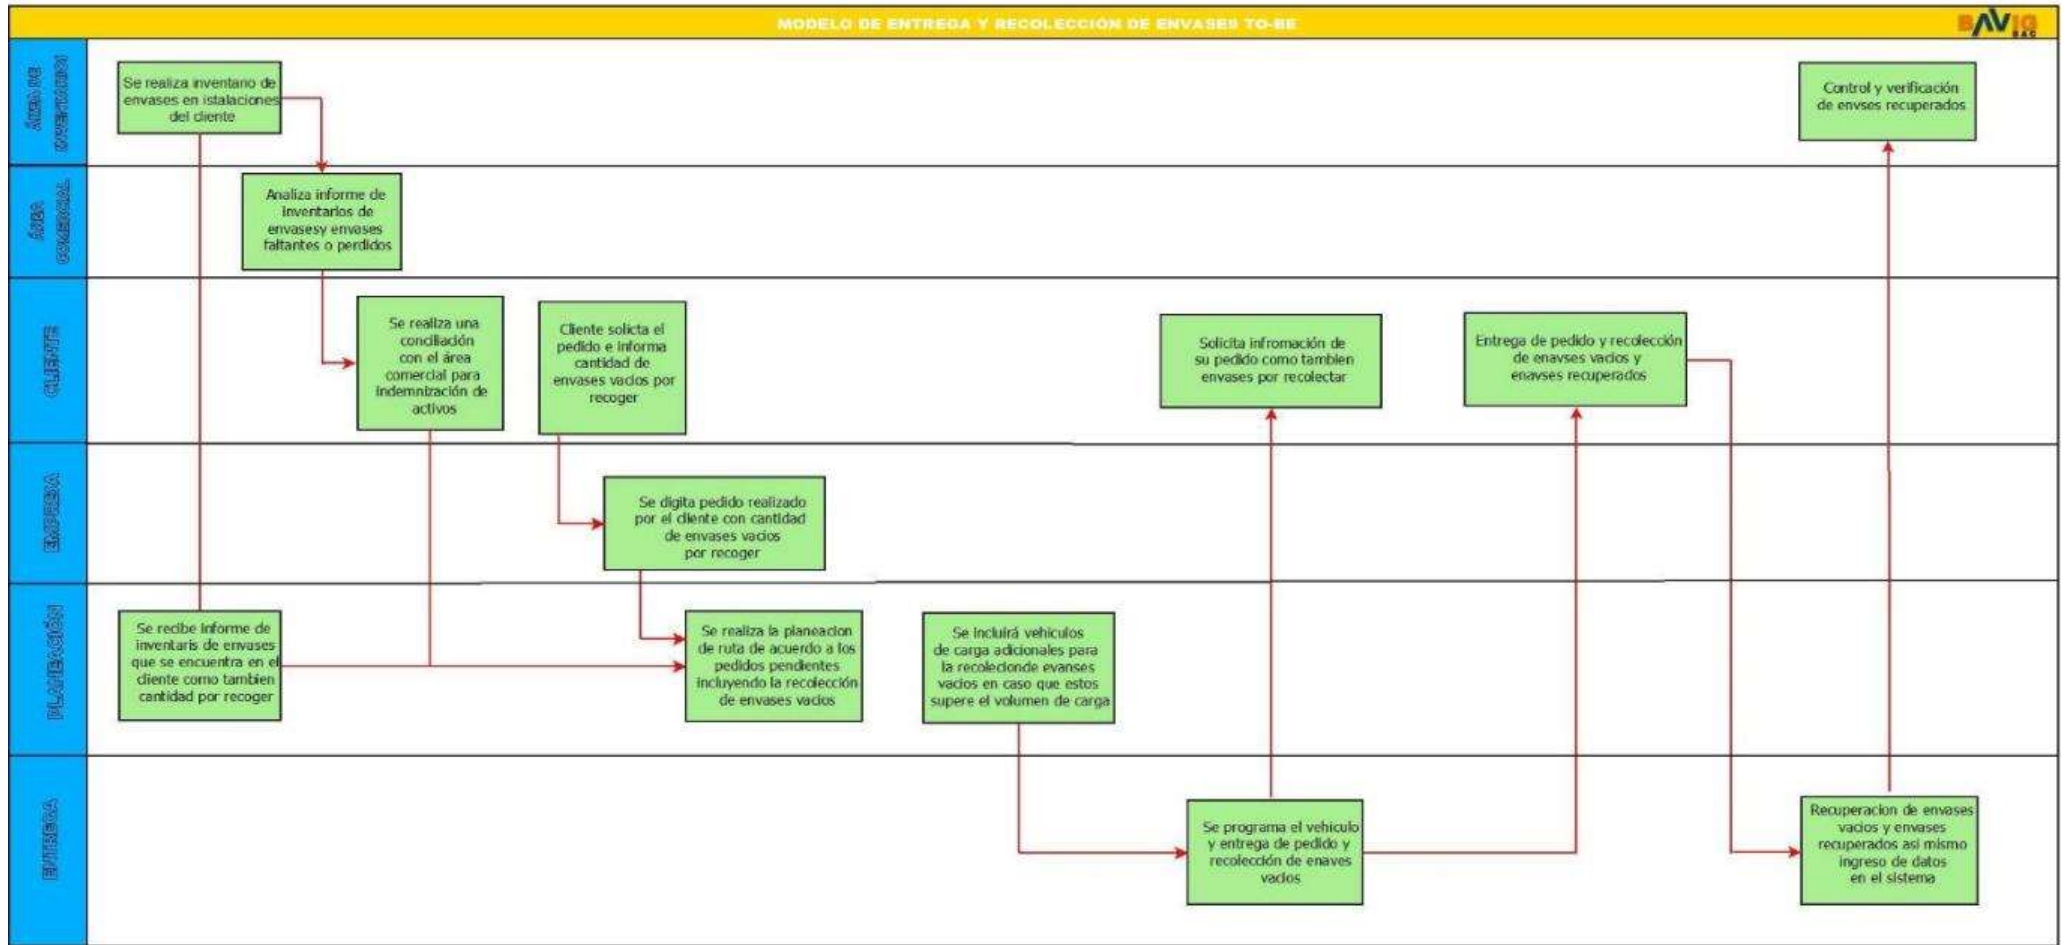 MODELO DE ENTREGA Y RECOLECCIÓN DE ENVASES TO-BE
BAVIG
SAC
ÁREA DE
INVENTARIOS
Se realiza inventario de
envases en istalaciones
del cliente
Control y verificación
de envses recuperados
ÁREA
COMERCIAL
Analiza informe de
inventarios de
envasesy envases
faltantes o perdidos
CLIENTE
Se realiza una
conciliación
con el área
comercial para
indemnización de
activos
Cliente solicta el
pedido e informa
cantidad de
envases vacios por
recoger
Solicita infromación de
su pedido como tambien
envases por recolectar
Entrega de pedido y recolección
de enavses vacios y
enavses recuperados
EMPRESA
Se digita pedido realizado
por el cliente con cantidad
de envases vacios
por recoger
PLANEACIÓN
Se recibe informe de
inventaris de envases
que se encuentra en el
cliente como tambien
cantidad por recoger
Se realiza la planeacion
de ruta de acuerdo a los
pedidos pendientes
incluyendo la recolección
de envases vacios
Se incluirá vehiculos
de carga adicionales para
la recolecionde evanses
vacios en caso que estos
supere el volumen de carga
ENTREGA
Se programa el vehiculo
y entrega de pedido y
recolección de enaves
vacios
Recuperacion de envases
vacios y envases
recuperados asi mismo
ingreso de datos
en el sistema